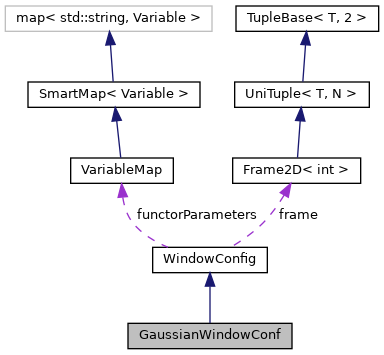 map< std::string, Variable >
TupleBase< T, 2 >
SmartMap< Variable >
UniTuple< T, N >
VariableMap
Frame2D< int >
functorParameters
frame
WindowConfig
GaussianWindowConf